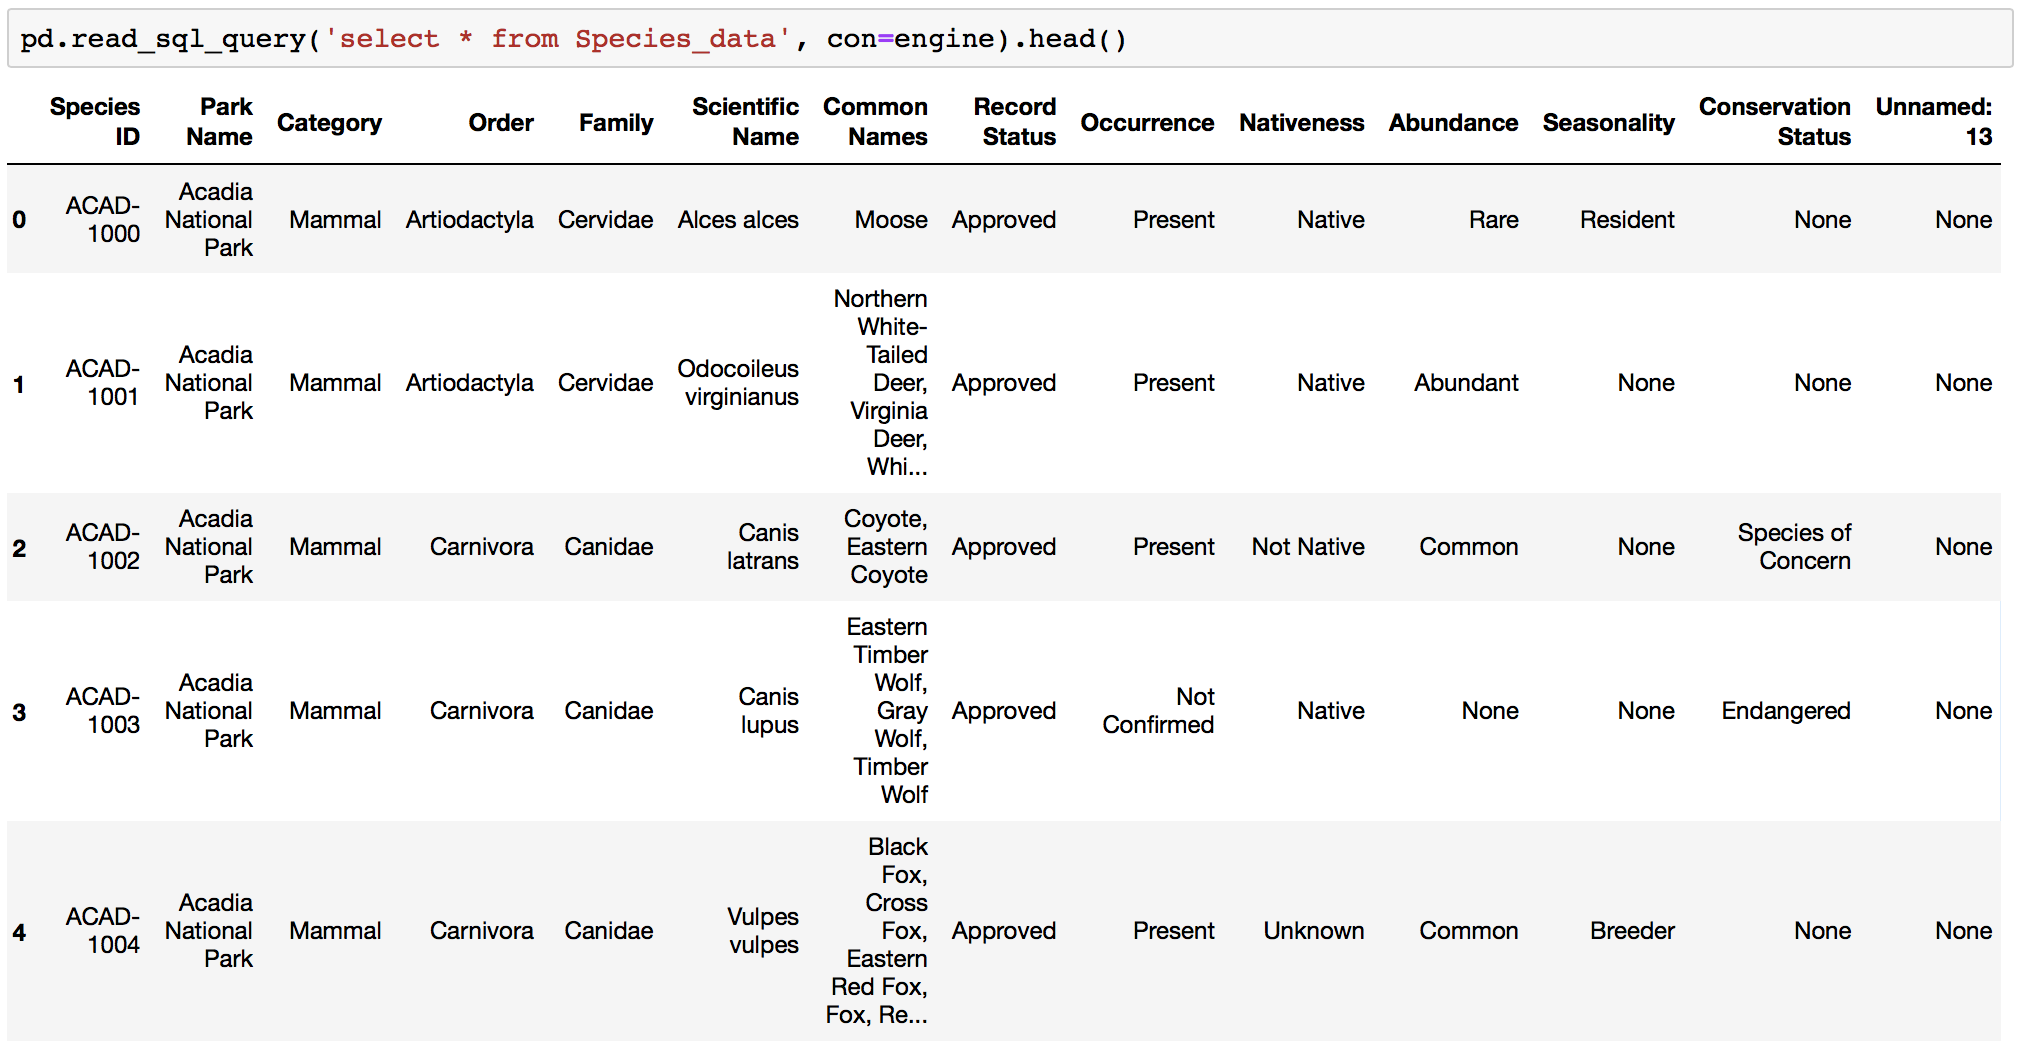 pd.read_sql_query('select * from Species_data', con=engine).head()
Species ID Park Name Category Order Family Scientific Name Common Names Record Status Occurrence Nativeness Abundance Seasonality Conservation Status Unnamed: 13
0 ACAD-1000 Acadia National Park Mammal Artiodactyla Cervidae Alces alces Moose Approved Present Native Rare Resident None None
1 ACAD-1001 Acadia National Park Mammal Artiodactyla Cervidae Odocoileus virginianus Northern White-Tailed Deer, Virginia Deer, Whi... Approved Present Native Abundant None None None
2 ACAD-1002 Acadia National Park Mammal Carnivora Canidae Canis latrans Coyote, Eastern Coyote Approved Present Not Native Common None Species of Concern None
3 ACAD-1003 Acadia National Park Mammal Carnivora Canidae Canis lupus Eastern Timber Wolf, Gray Wolf, Timber Wolf Approved Not Confirmed Native None None Endangered None
4 ACAD-1004 Acadia National Park Mammal Carnivora Canidae Vulpes vulpes Black Fox, Cross Fox, Eastern Red Fox, Fox, Re... Approved Present Unknown Common Breeder None None